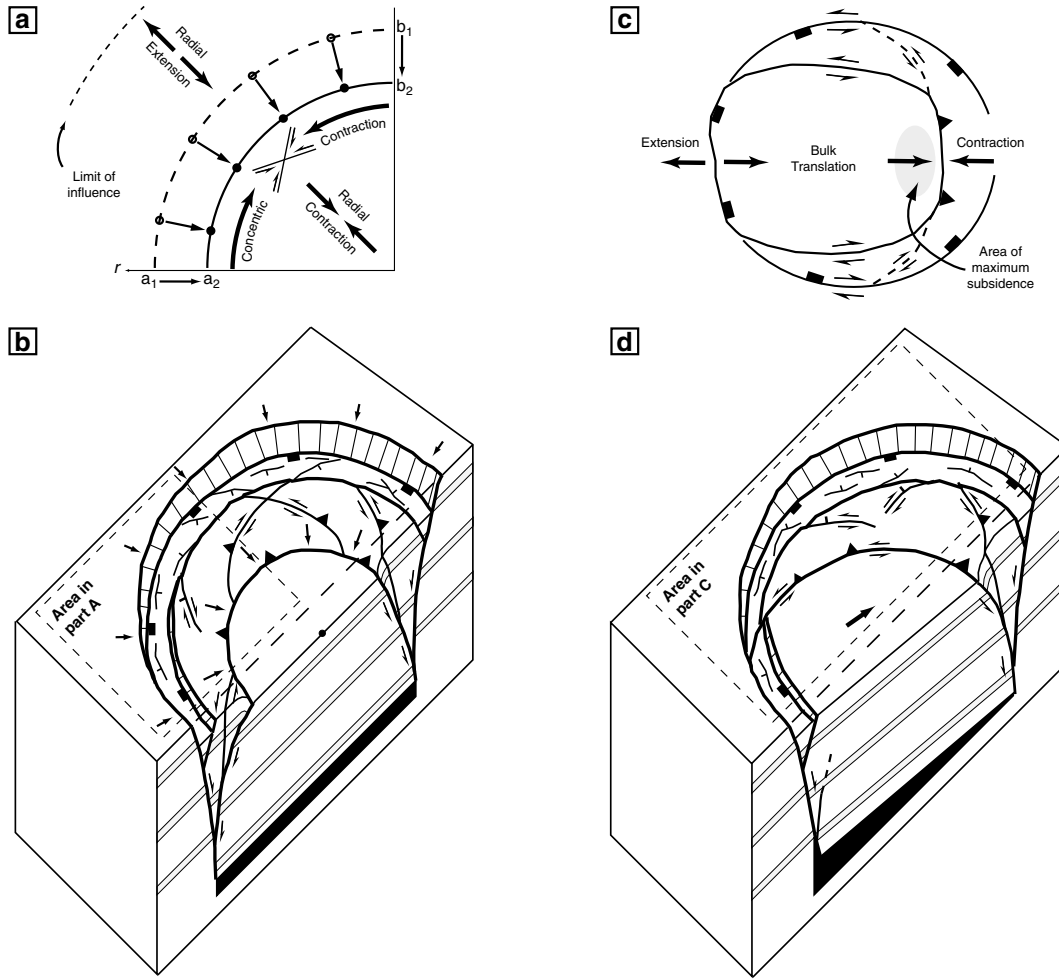 a
Radial
Extension
b1
b2
Contraction
Limit of
influence
Concentric
Radial
Contraction
r
a1
a2
c
Extension
Bulk
Translation
Contraction
Area of
maximum
subsidence
b
Area in
part A
d
Area in
part C